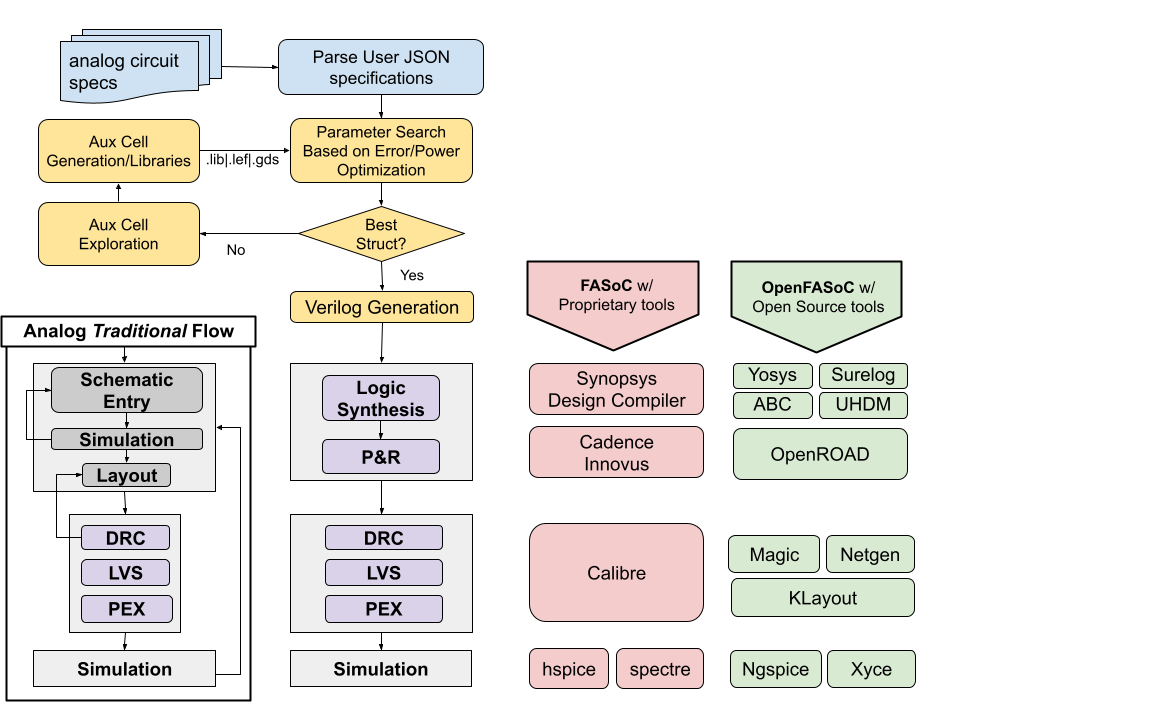 analog circuit
specs
Parse User JSON
specifications
Aux Cell
Generation/Libraries
.lib|.lef|.gds
Parameter Search
Based on Error/Power
Optimization
Aux Cell
Exploration
No
Best
Struct?
Yes
Verilog Generation
FASoC w/
Proprietary tools
OpenFASoC w/
Open Source tools
Analog Traditional Flow
Schematic
Entry
Simulation
Layout
DRC
LVS
PEX
Simulation
Logic
Synthesis
P&R
DRC
LVS
PEX
Simulation
Synopsys
Design Compiler
Cadence
Innovus
Calibre
hspice
spectre
Yosys
Surelog
ABC
UHDM
OpenROAD
Magic
Netgen
KLayout
Ngspice
Xyce